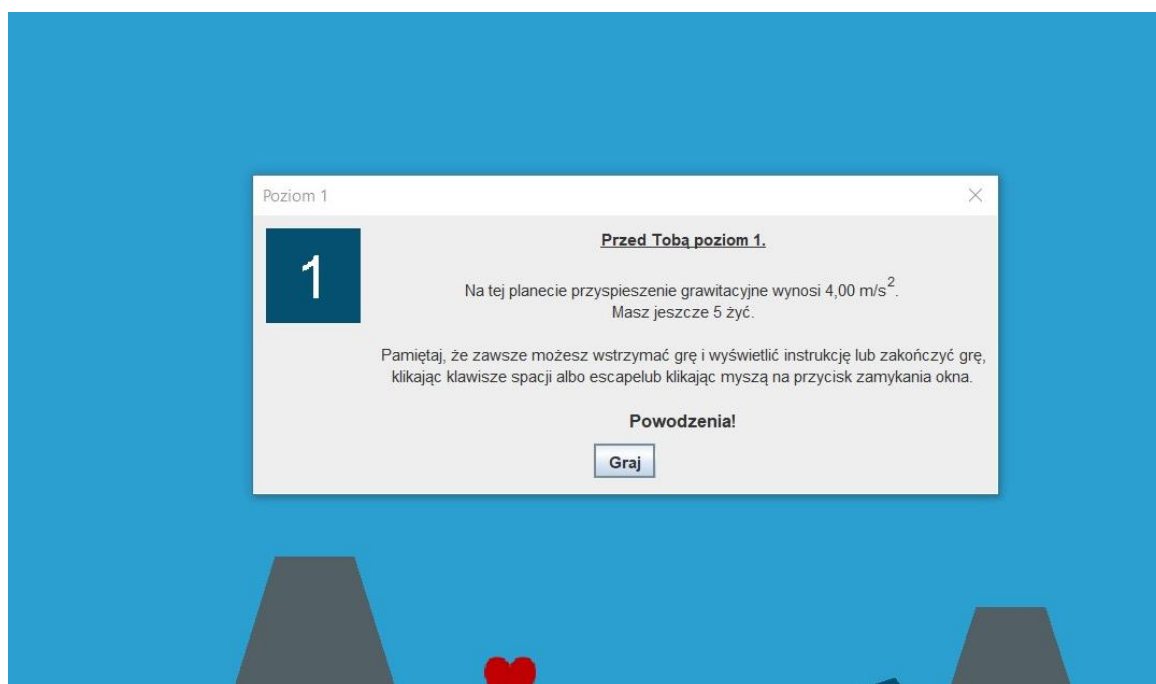 Poziom 1
1
Przed Tobą poziom 1.
Na tej planecie przyspieszenie grawitacyjne wynosi 4,00 m/s².
Masz jeszcze 5 żyć.
Pamiętaj, że zawsze możesz wstrzymać grę i wyświetlić instrukcję lub zakończyć grę,
klikając klawisze spacji albo escapelub klikając myszą na przycisk zamykania okna.
Powodzenia!
Graj